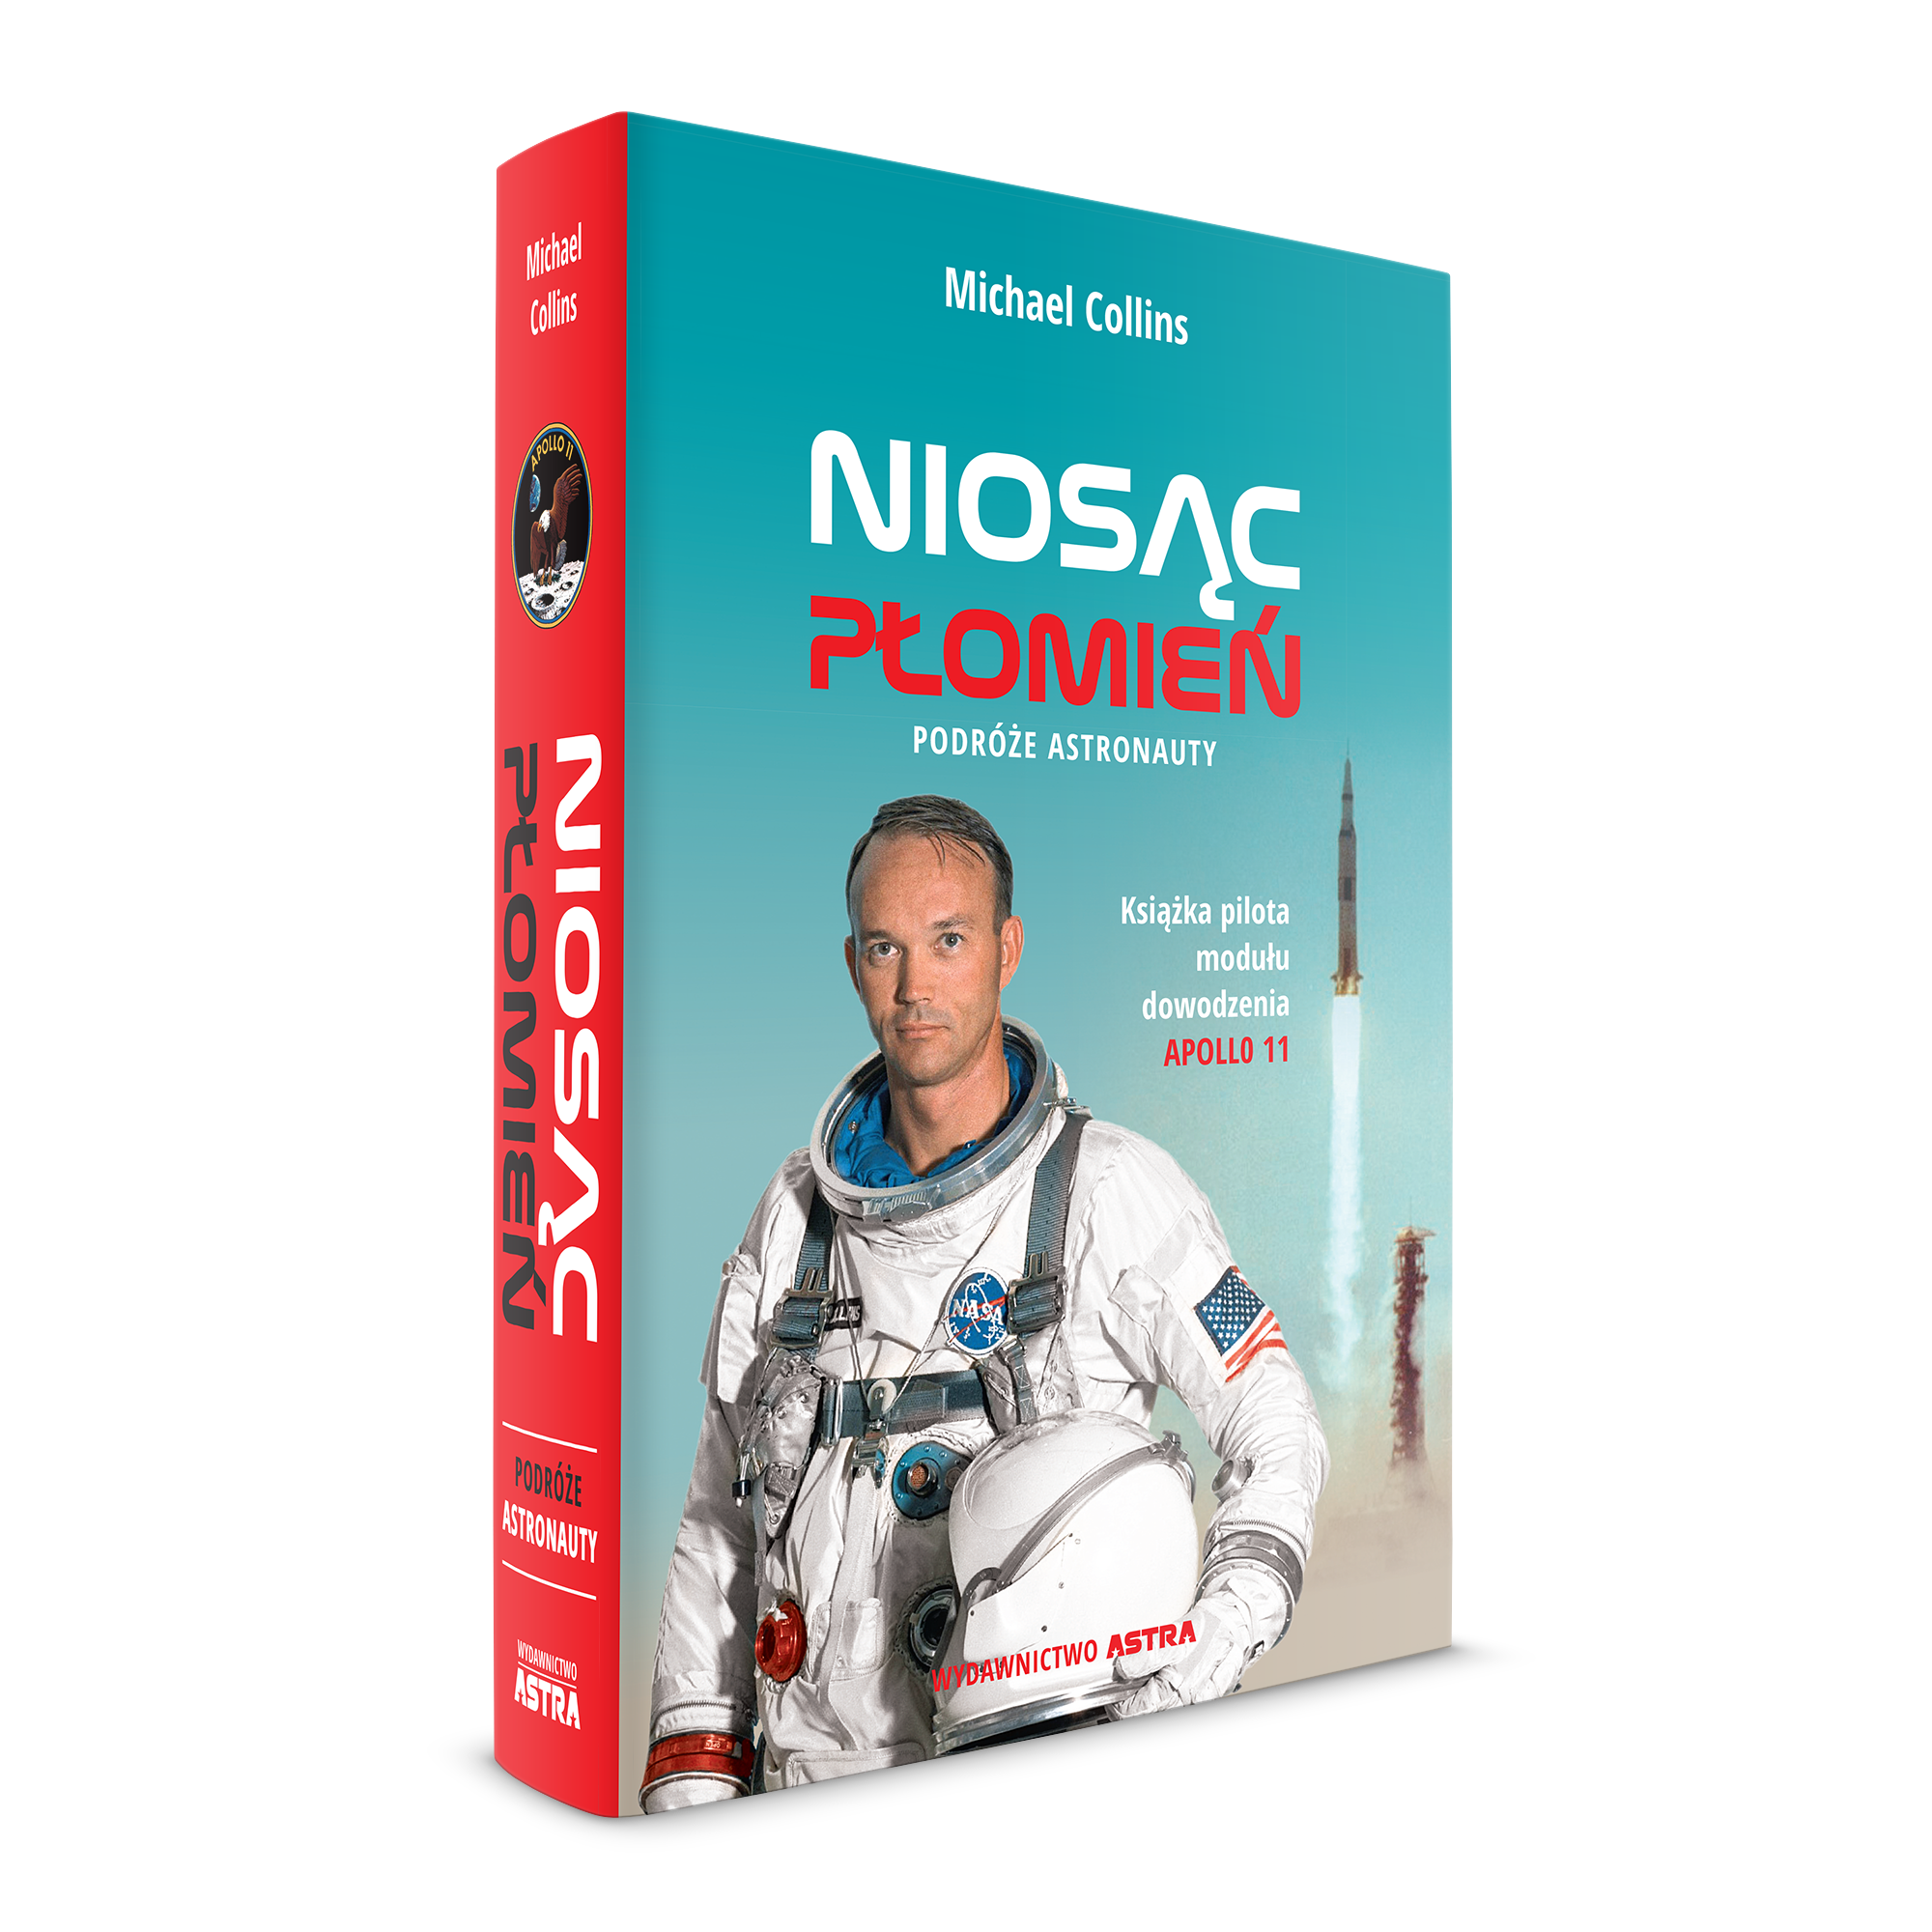 Michael
Collins
APOLLO 11
NIOSĄC
PŁOMIEŃ
PODRÓŻE
ASTRONAUTY
WYDAWNICTWO
ASTRA
Michael Collins
NIOSĄC
PŁOMIEŃ
PODRÓŻE ASTRONAUTY
Książka pilota
modułu
dowodzenia
APOLLO 11
NASA
WYDAWNICTWO ASTRA